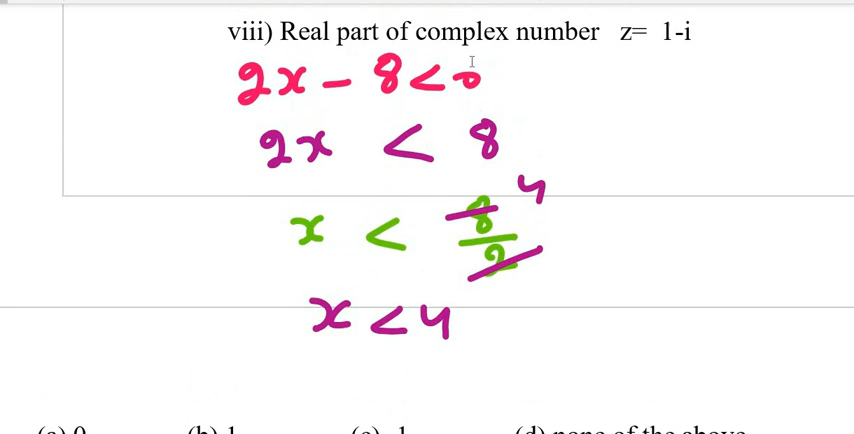 viii) Real part of complex number z= 1-i
2x - 8 < 0
2x < 8
x < 8/2 4
x < 4